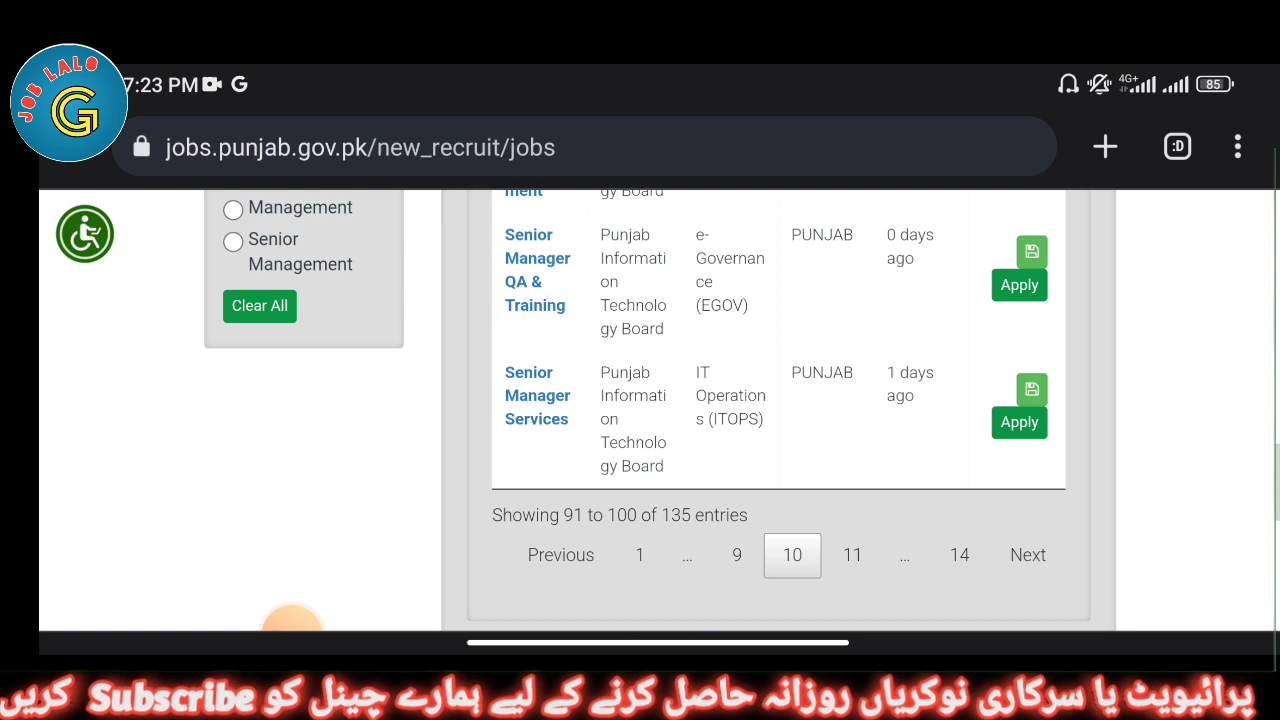 JOB LALO
G
7:23 PM G
4G+ 85
jobs.punjab.gov.pk/new_recruit/jobs
:D
Management
Senior
Management
Clear All
ment
gy Board
Senior
Manager
QA &
Training
Punjab
Informati
on
Technolo
gy Board
e-
Governan
ce
(EGOV)
PUNJAB
0 days
ago
Apply
Senior
Manager
Services
Punjab
Informati
on
Technolo
gy Board
IT
Operation
s (ITOPS)
PUNJAB
1 days
ago
Apply
Showing 91 to 100 of 135 entries
Previous 1 ... 9 10 11 ... 14 Next
پرائیویٹ یا سرکاری نوکریاں روزانہ حاصل کرنے کے لیے ہمارے چینل کو Subscribe کریں